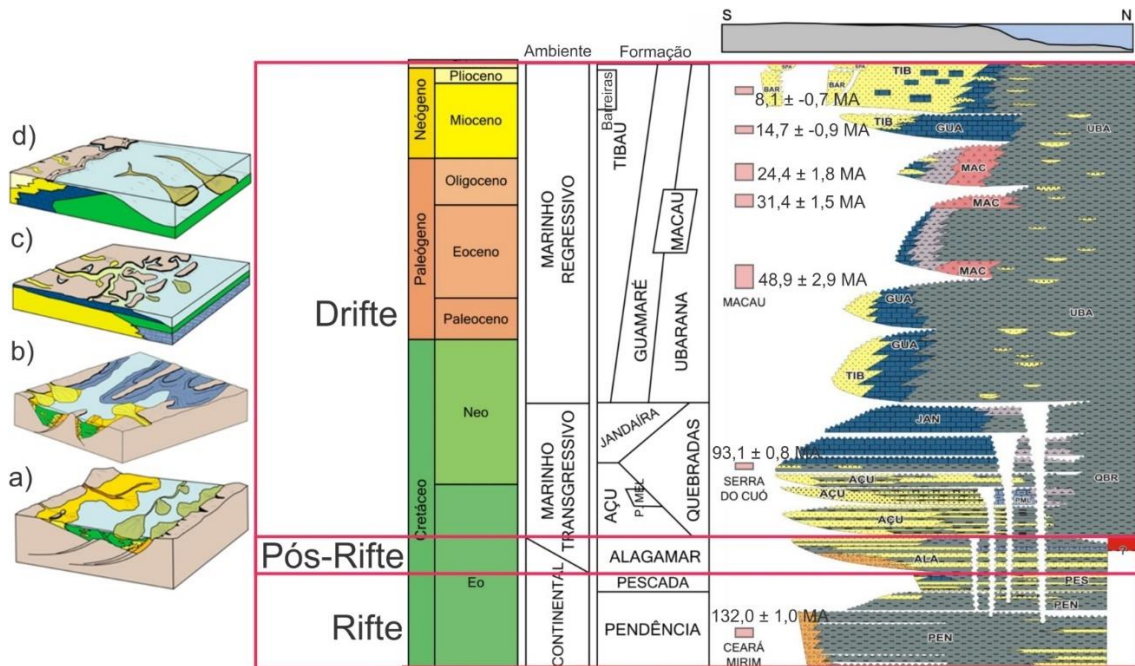 S
N
Ambiente
Formação
d)
c)
b)
a)
Drifte
Pós-Rifte
Rifte
Neógeno
Paleógeno
Cretáceo
Plioceno
Mioceno
Oligoceno
Eoceno
Paleoceno
Neo
Eo
MARINHO
REGRESSIVO
MARINHO
TRANSGRESSIVO
CONTINENTAL
Barreiras
TIBAU
GUAMARÉ
MACAU
UBARANA
JANDAÍRA
AÇU
P. MEL
QUEBRADAS
ALAGAMAR
PESCADA
PENDÊNCIA
8,1 ± -0,7 MA
14,7 ± -0,9 MA
24,4 ± 1,8 MA
31,4 ± 1,5 MA
48,9 ± 2,9 MA
MACAU
93,1 ± 0,8 MA
SERRA
DO CUÓ
132,0 ± 1,0 MA
CEARÁ
MIRIM
BAR
BAR
TIB
TIB
GUA
UBA
MAC
MAC
MAC
GUA
UBA
GUA
TIB
JAN
AÇU
AÇU
PML
QBR
AÇU
ALA
?
PES
PEN
PEN